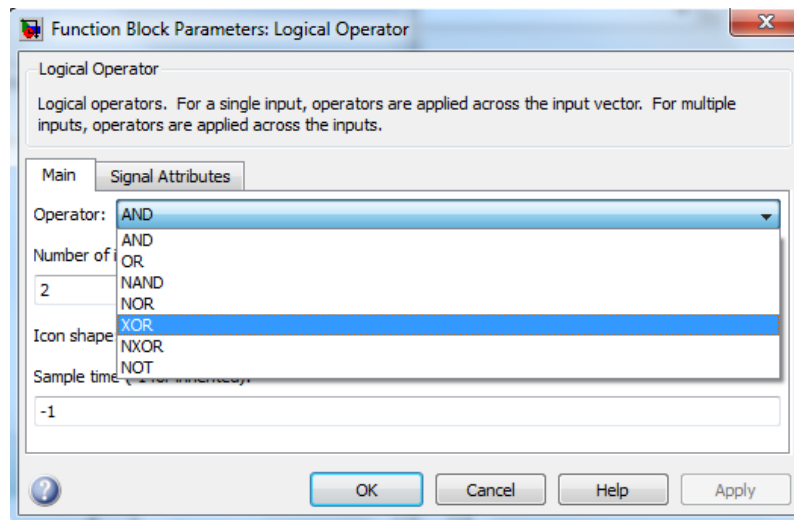 Function Block Parameters: Logical Operator
Logical Operator
Logical operators. For a single input, operators are applied across the input vector. For multiple
inputs, operators are applied across the inputs.
Main Signal Attributes
Operator: AND
AND
Number of
OR
NAND
2
NOR
XOR
Icon shape
NXOR
NOT
Sample time
-1
OK Cancel Help Apply